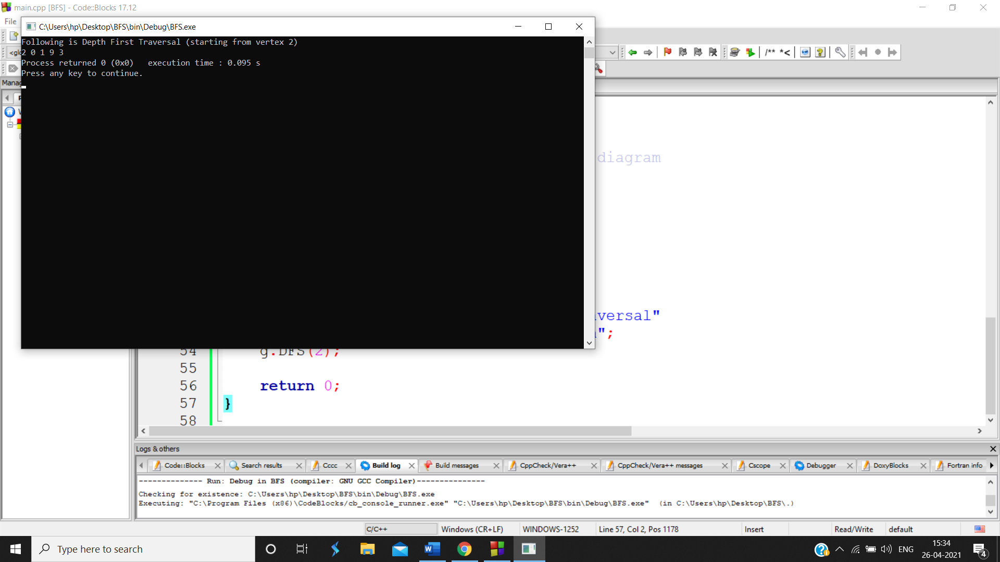 main.cpp [BFS] - Code::Blocks 17.12
File
C:\Users\hp\Desktop\BFS\bin\Debug\BFS.exe
Following is Depth First Traversal (starting from vertex 2)
2 0 1 9 3
Process returned 0 (0x0)   execution time : 0.095 s
Press any key to continue.
<glo
/** *<
Manag
diagram
versal"
";
54 g.DFS(2);
55
56 return 0;
57 }
58
Logs & others
Code::Blocks Search results Cccc Build log Build messages CppCheck/Vera++ CppCheck/Vera++ messages Cscope Debugger DoxyBlocks Fortran info
-------------- Run: Debug in BFS (compiler: GNU GCC Compiler)---------------
Checking for existence: C:\Users\hp\Desktop\BFS\bin\Debug\BFS.exe
Executing: "C:\Program Files (x86)\CodeBlocks/cb_console_runner.exe" "C:\Users\hp\Desktop\BFS\bin\Debug\BFS.exe"  (in C:\Users\hp\Desktop\BFS\.)
C/C++ Windows (CR+LF) WINDOWS-1252 Line 57, Col 2, Pos 1178 Insert Read/Write default
Type here to search
ENG
15:34
26-04-2021
4